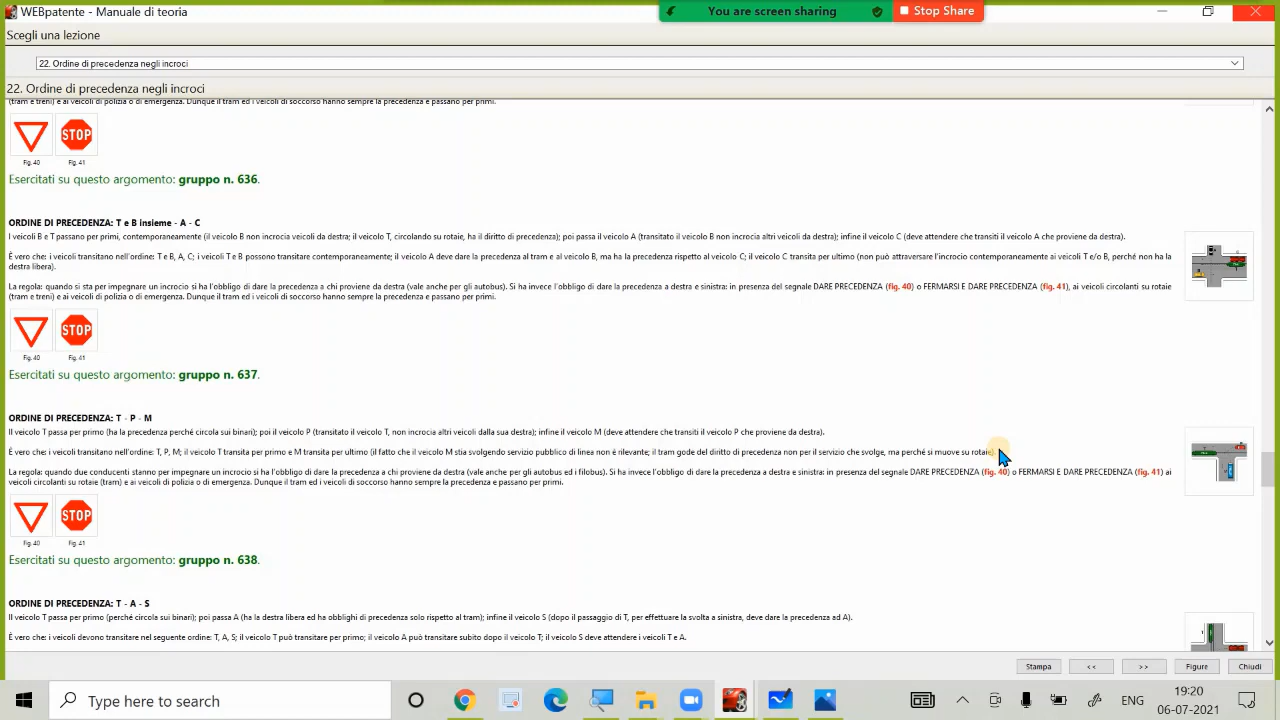 WEBpatente - Manuale di teoria
You are screen sharing
Stop Share
Scegli una lezione
22. Ordine di precedenza negli incroci
22. Ordine di precedenza negli incroci
(tram e treni) e ai veicoli di polizia o di emergenza. Dunque il tram ed i veicoli di soccorso hanno sempre la precedenza e passano per primi.
STOP
Fig. 40 Fig. 41
Esercitati su questo argomento: gruppo n. 636.
ORDINE DI PRECEDENZA: T e B insieme - A - C
I veicoli B e T passano per primi, contemporaneamente (il veicolo B non incrocia veicoli da destra; il veicolo T, circolando su rotaie, ha il diritto di precedenza); poi passa il veicolo A (transitato il veicolo B non incrocia altri veicoli da destra); infine il veicolo C (deve attendere che transiti il veicolo A che proviene da destra).
È vero che: i veicoli transitano nell'ordine: T e B, A, C; i veicoli T e B possono transitare contemporaneamente; il veicolo A deve dare la precedenza al tram e al veicolo B, ma ha la precedenza rispetto al veicolo C; il veicolo C transita per ultimo (non può attraversare l'incrocio contemporaneamente ai veicoli T e/o B, perché non ha la
destra libera).
La regola: quando si sta per impegnare un incrocio si ha l'obbligo di dare la precedenza a chi proviene da destra (vale anche per gli autobus). Si ha invece l'obbligo di dare la precedenza a destra e sinistra: in presenza del segnale DARE PRECEDENZA (fig. 40) o FERMARSI E DARE PRECEDENZA (fig. 41), ai veicoli circolanti su rotaie
(tram e treni) e ai veicoli di polizia o di emergenza. Dunque il tram ed i veicoli di soccorso hanno sempre la precedenza e passano per primi.
STOP
Fig. 40 Fig. 41
Esercitati su questo argomento: gruppo n. 637.
ORDINE DI PRECEDENZA: T - P - M
Il veicolo T passa per primo (ha la precedenza perché circola sui binari); poi il veicolo P (transitato il veicolo T, non incrocia altri veicoli dalla sua destra); infine il veicolo M (deve attendere che transiti il veicolo P che proviene da destra).
È vero che: i veicoli transitano nell'ordine: T, P, M; il veicolo T transita per primo e M transita per ultimo (il fatto che il veicolo M stia svolgendo servizio pubblico di linea non è rilevante; il tram gode del diritto di precedenza non per il servizio che svolge, ma perché si muove su rotaie).
La regola: quando due conducenti stanno per impegnare un incrocio si ha l'obbligo di dare la precedenza a chi proviene da destra (vale anche per gli autobus ed i filobus). Si ha invece l'obbligo di dare la precedenza a destra e sinistra: in presenza del segnale DARE PRECEDENZA (fig. 40) o FERMARSI E DARE PRECEDENZA (fig. 41) ai
veicoli circolanti su rotaie (tram) e ai veicoli di polizia o di emergenza. Dunque il tram ed i veicoli di soccorso hanno sempre la precedenza e passano per primi.
STOP
Fig. 40 Fig. 41
Esercitati su questo argomento: gruppo n. 638.
ORDINE DI PRECEDENZA: T - A - S
Il veicolo T passa per primo (perché circola sui binari); poi passa A (ha la destra libera ed ha obblighi di precedenza solo rispetto al tram); infine il veicolo S (dopo il passaggio di T, per effettuare la svolta a sinistra, deve dare la precedenza ad A).
È vero che: i veicoli devono transitare nel seguente ordine: T, A, S; il veicolo T può transitare per primo; il veicolo A può transitare subito dopo il veicolo T; il veicolo S deve attendere i veicoli T e A.
Stampa << >> Figure Chiudi
Type here to search
ENG
19:20
06-07-2021